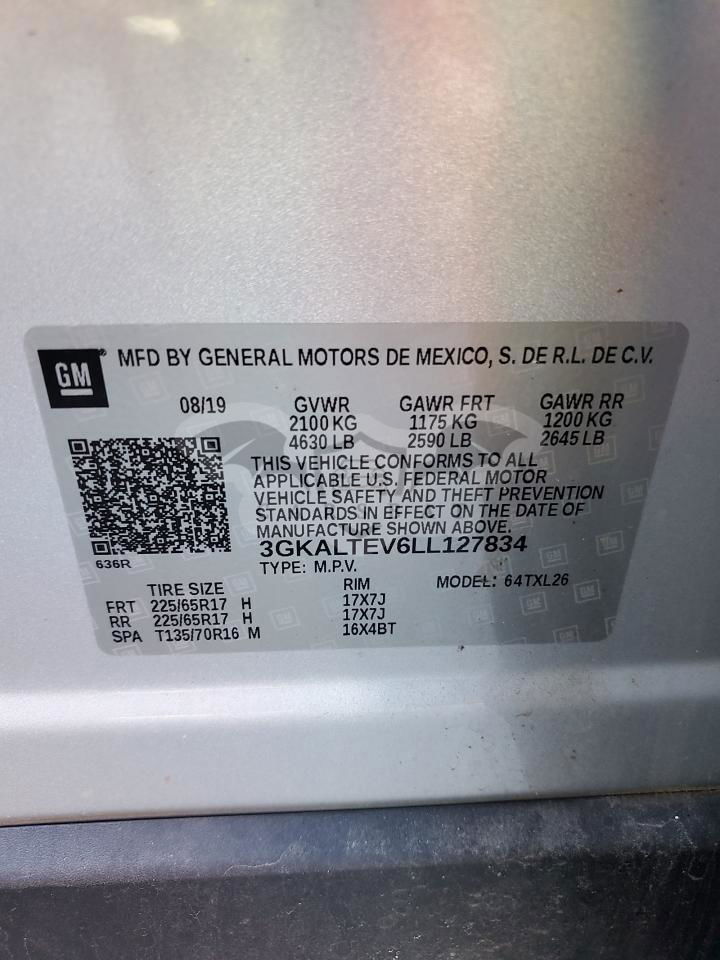 GM MFD BY GENERAL MOTORS DE MEXICO, S. DE R.L. DE C.V.
08/19 GVWR GAWR FRT GAWR RR
2100 KG 1175 KG 1200 KG
4630 LB 2590 LB 2645 LB
THIS VEHICLE CONFORMS TO ALL
APPLICABLE U.S. FEDERAL MOTOR
VEHICLE SAFETY AND THEFT PREVENTION
STANDARDS IN EFFECT ON THE DATE OF
MANUFACTURE SHOWN ABOVE.
3GKALTEV6LL127834
636R
TYPE: M.P.V. MODEL: 64TXL26
TIRE SIZE RIM
FRT 225/65R17 H 17X7J
RR 225/65R17 H 17X7J
SPA T135/70R16 M 16X4BT